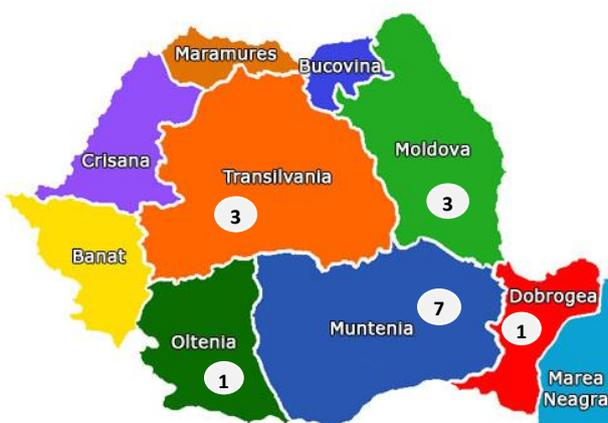 Maramures
Bucovina
Crisana
Transilvania
Moldova
3
3
Banat
Dobrogea
7
Muntenia
1
Oltenia
1
Marea
Neagra